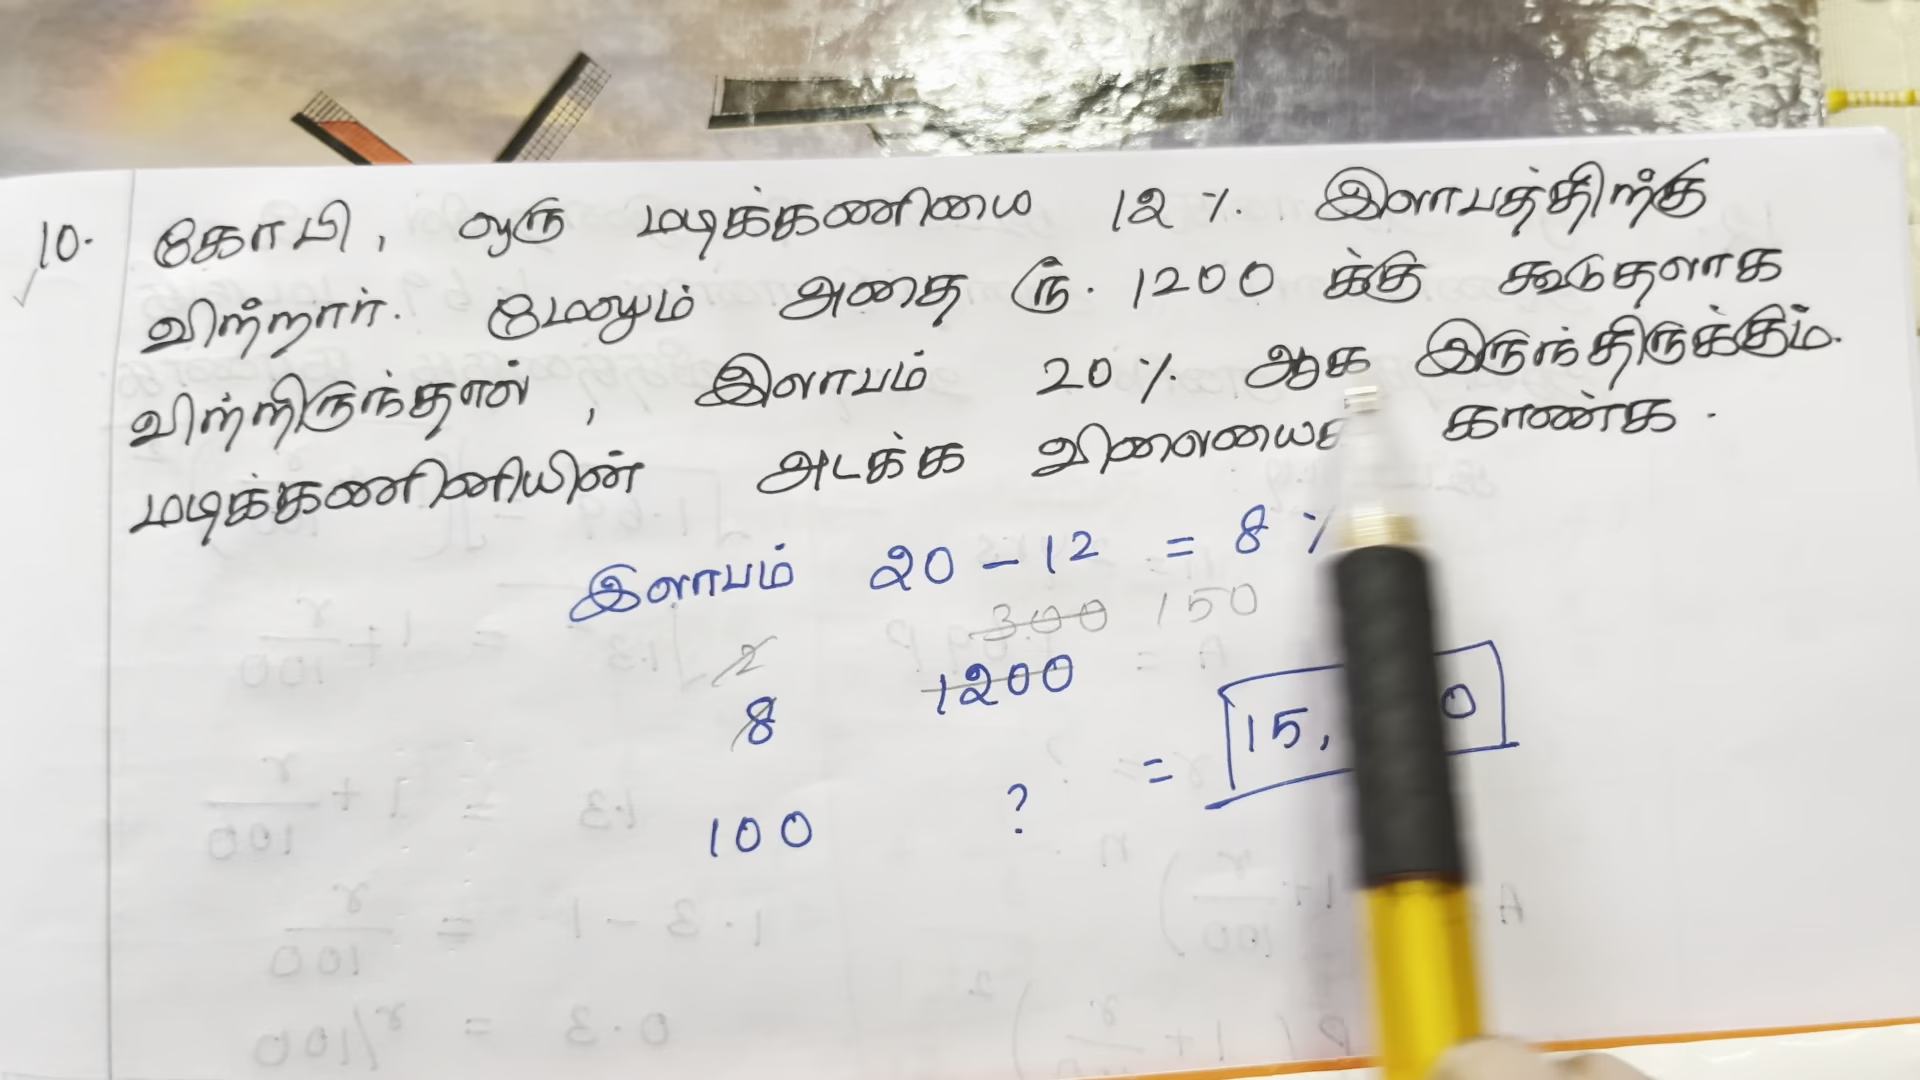 10. கோபி, ஒரு மடிக்கணினியை 12 %. இலாபத்திற்கு
விற்றார். மேலும் அதை ரூ. 1200 க்கு கூடுதலாக
விற்றிருந்தால், இலாபம் 20 % ஆக இருந்திருக்கும்.
மடிக்கணினியின் அடக்க விலையை காண்க.
இலாபம் 20 - 12 = 8 %
2 300 150
8 1200
= 15,
100 ?